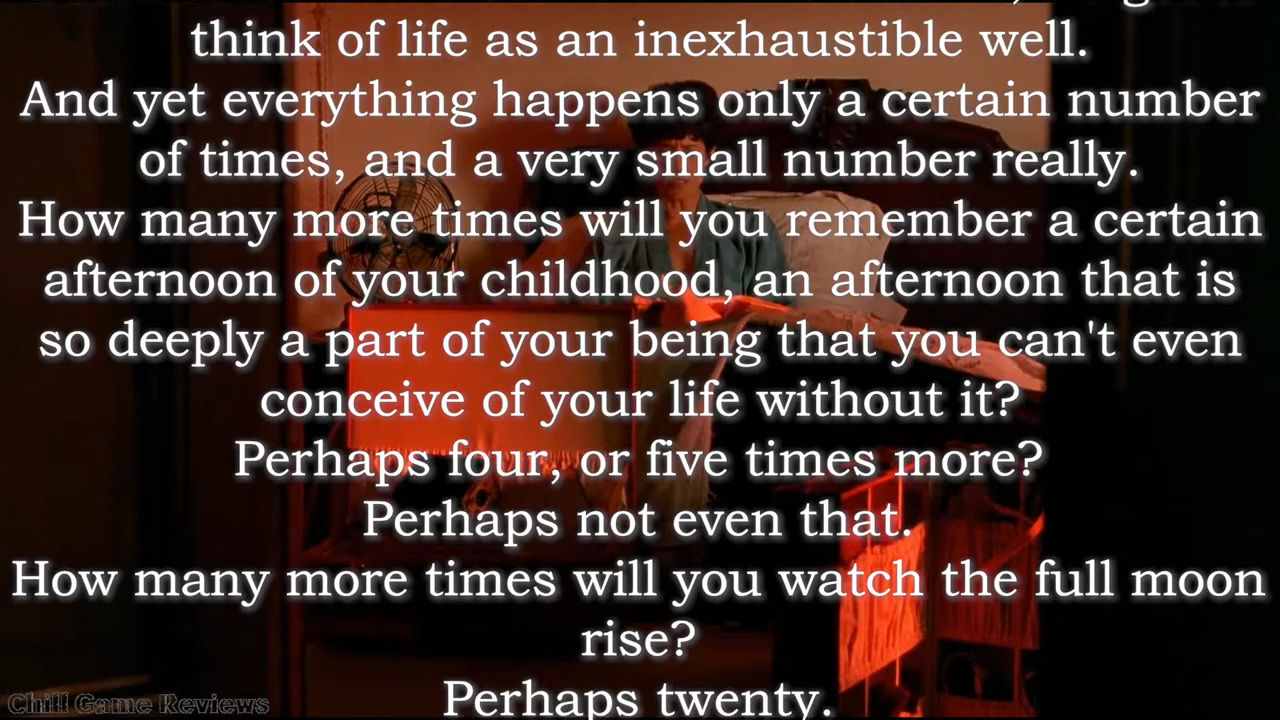 think of life as an inexhaustible well.
And yet everything happens only a certain number
of times, and a very small number really.
How many more times will you remember a certain
afternoon of your childhood, an afternoon that is
so deeply a part of your being that you can't even
conceive of your life without it?
Perhaps four, or five times more?
Perhaps not even that.
How many more times will you watch the full moon
rise?
Perhaps twenty.
Chill Game Reviews